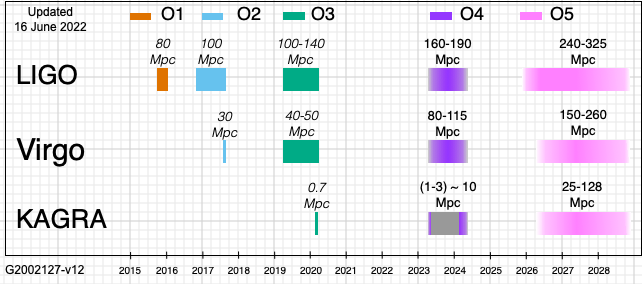 Updated
16 June 2022
O1
O2
O3
O4
O5
LIGO
80
Mpc
100
Mpc
100-140
Mpc
160-190
Mpc
240-325
Mpc
Virgo
30
Mpc
40-50
Mpc
80-115
Mpc
150-260
Mpc
KAGRA
0.7
Mpc
(1-3) ~ 10
Mpc
25-128
Mpc
G2002127-v12
2015 2016 2017 2018 2019 2020 2021 2022 2023 2024 2025 2026 2027 2028